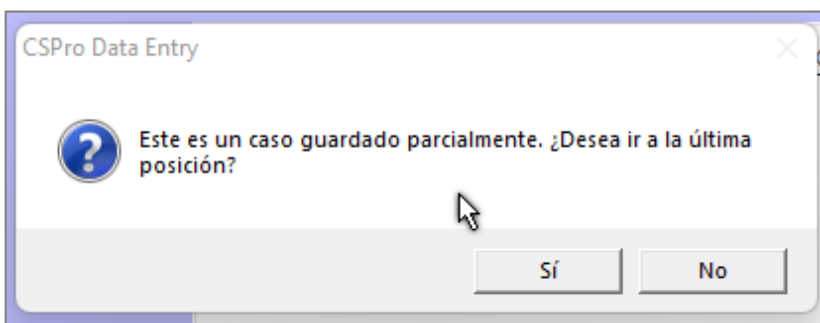 CSPro Data Entry
Este es un caso guardado parcialmente. ¿Desea ir a la última
posición?
Sí
No